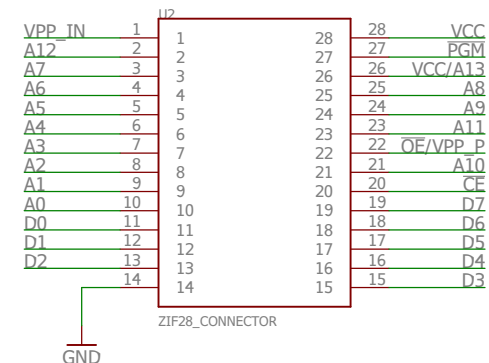 U2
VPP_IN 1 1 28 28 VCC
A12 2 2 27 27 PGM
A7 3 3 26 26 VCC/A13
A6 4 4 25 25 A8
A5 5 5 24 24 A9
A4 6 6 23 23 A11
A3 7 7 22 22 OE/VPP_P
A2 8 8 21 21 A10
A1 9 9 20 20 CE
A0 10 10 19 19 D7
D0 11 11 18 18 D6
D1 12 12 17 17 D5
D2 13 13 16 16 D4
14 14 15 15 D3
ZIF28_CONNECTOR
GND